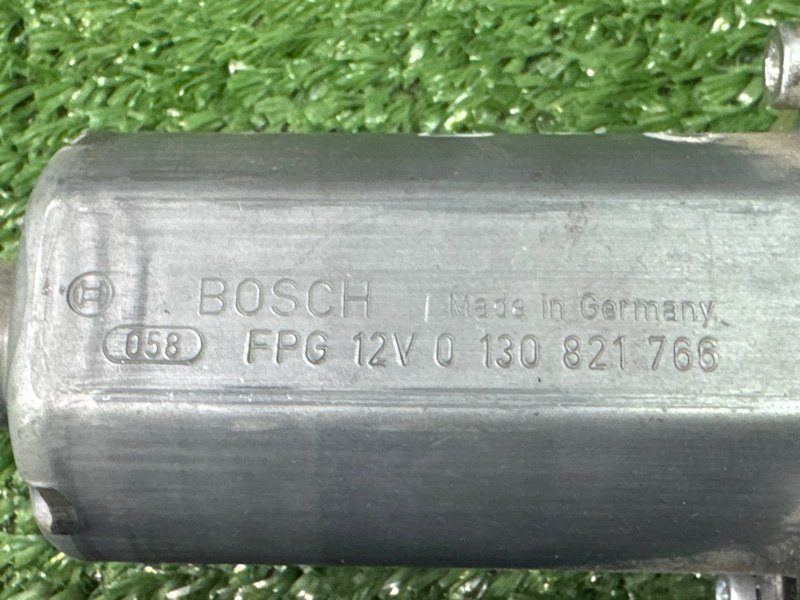 BOSCH Made in Germany
058 FPG 12V 0 130 821 766